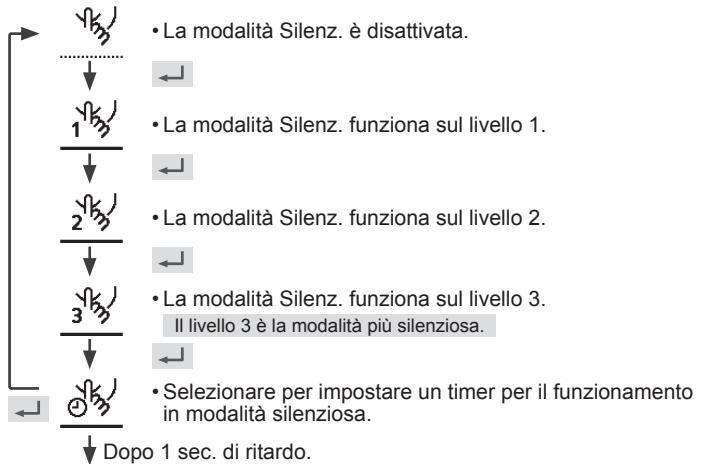 • La modalità Silenz. è disattivata.
1
• La modalità Silenz. funziona sul livello 1.
2
• La modalità Silenz. funziona sul livello 2.
3
• La modalità Silenz. funziona sul livello 3.
Il livello 3 è la modalità più silenziosa.
• Selezionare per impostare un timer per il funzionamento
in modalità silenziosa.
Dopo 1 sec. di ritardo.